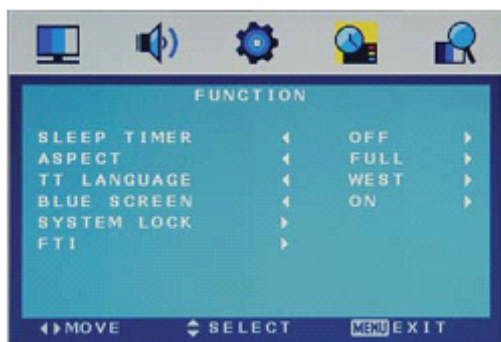 FUNCTION
SLEEP TIMER OFF
ASPECT FULL
TT LANGUAGE WEST
BLUE SCREEN ON
SYSTEM LOCK
FTI
MOVE SELECT MENU EXIT